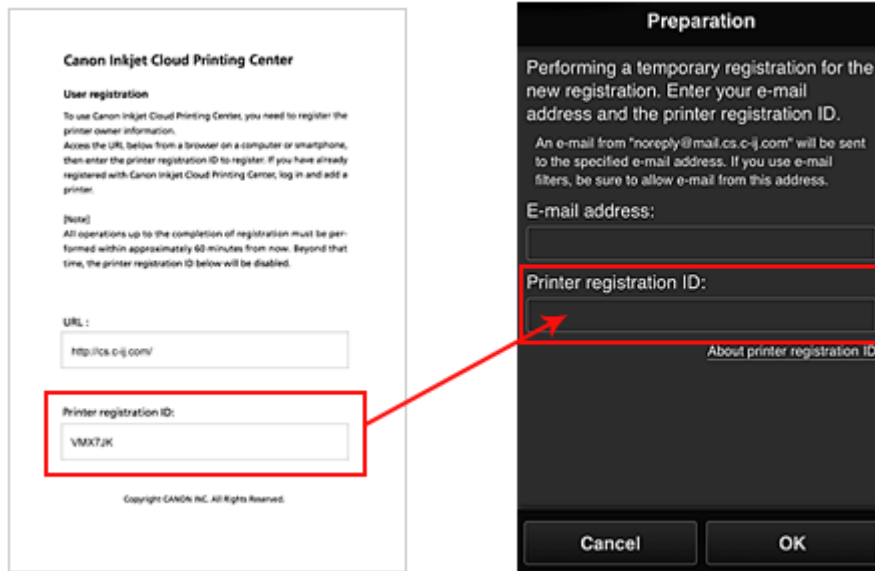 Canon Inkjet Cloud Printing Center
User registration
To use Canon Inkjet Cloud Printing Center, you need to register the
printer owner information.
Access the URL below from a browser on a computer or smartphone,
then enter the printer registration ID to register. If you have already
registered with Canon Inkjet Cloud Printing Center, log in and add a
printer.
[Note]
All operations up to the completion of registration must be per-
formed within approximately 60 minutes from now. Beyond that
time, the printer registration ID below will be disabled.
URL :
http://cs.c-ij.com/
Printer registration ID:
VMX7JK
Copyright CANON INC. All Rights Reserved.
Preparation
Performing a temporary registration for the
new registration. Enter your e-mail
address and the printer registration ID.
An e-mail from "noreply@mail.cs.c-ij.com" will be sent
to the specified e-mail address. If you use e-mail
filters, be sure to allow e-mail from this address.
E-mail address:
Printer registration ID:
About printer registration ID
Cancel
OK